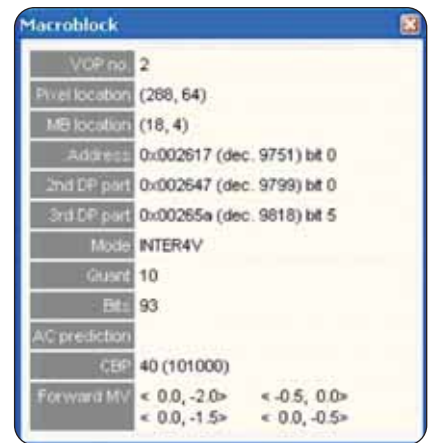 Macroblock
VOP no. 2
Pixel location (288, 64)
MB location (18, 4)
Address 0x002617 (dec. 9751) bit 0
2nd DP part 0x002647 (dec. 9799) bit 0
3rd DP part 0x00265a (dec. 9818) bit 5
Mode INTER4V
Quant 10
Bits 93
AC prediction
CBP 40 (101000)
Forward MV < 0.0, -2.0> < -0.5, 0.0>
< 0.0, -1.5> < 0.0, -0.5>